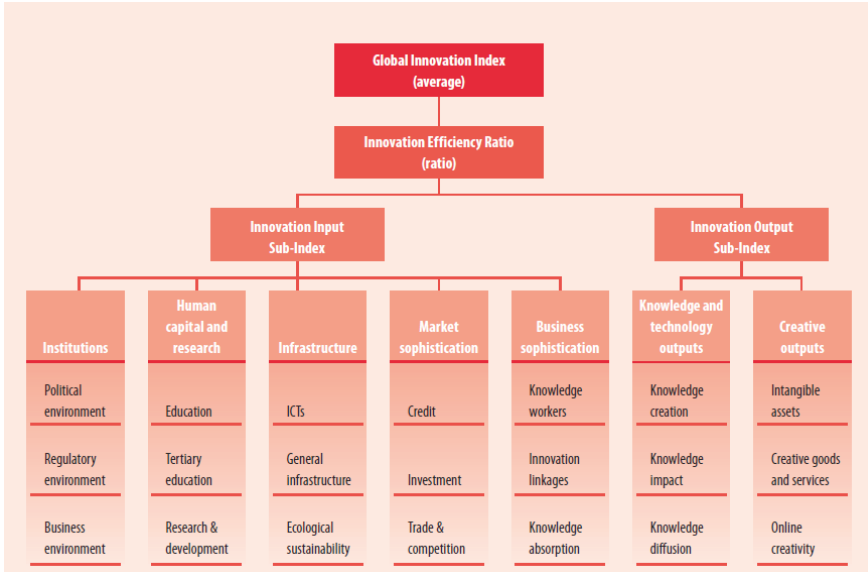 Global Innovation Index
(average)
Innovation Efficiency Ratio
(ratio)
Innovation Input
Sub-Index
Innovation Output
Sub-Index
Institutions
Human
capital and
research
Infrastructure
Market
sophistication
Business
sophistication
Knowledge and
technology
outputs
Creative
outputs
Political
environment
Education
ICTs
Credit
Knowledge
workers
Knowledge
creation
Intangible
assets
Regulatory
environment
Tertiary
education
General
infrastructure
Investment
Innovation
linkages
Knowledge
impact
Creative goods
and services
Business
environment
Research &
development
Ecological
sustainability
Trade &
competition
Knowledge
absorption
Knowledge
diffusion
Online
creativity